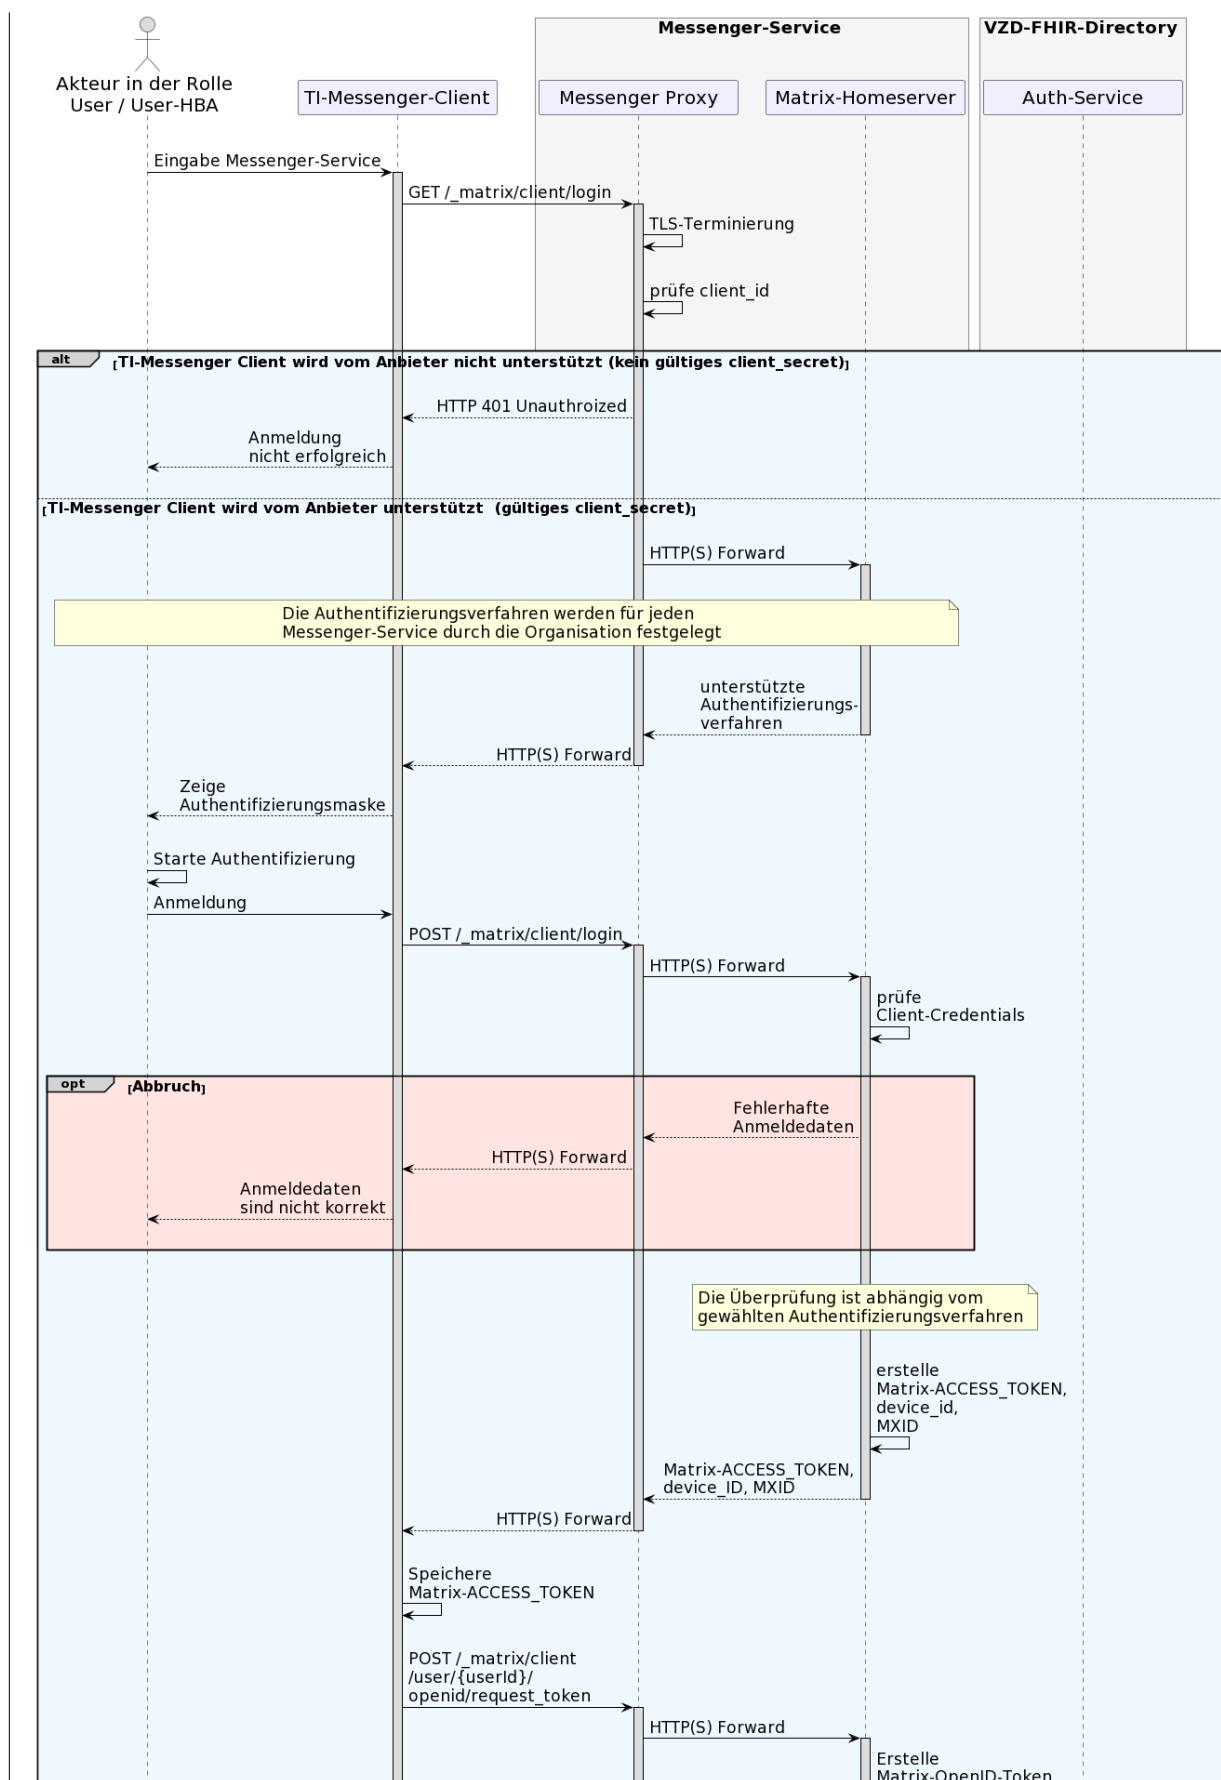 Messenger-Service
VZD-FHIR-Directory
Akteur in der Rolle
User / User-HBA
TI-Messenger-Client
Messenger Proxy
Matrix-Homeserver
Auth-Service
Eingabe Messenger-Service
GET /_matrix/client/login
TLS-Terminierung
prüfe client_id
alt
[TI-Messenger Client wird vom Anbieter nicht unterstützt (kein gültiges client_secret)]
HTTP 401 Unauthroized
Anmeldung
nicht erfolgreich
[TI-Messenger Client wird vom Anbieter unterstützt  (gültiges client_secret)]
HTTP(S) Forward
Die Authentifizierungsverfahren werden für jeden
Messenger-Service durch die Organisation festgelegt
unterstützte
Authentifizierungs-
verfahren
HTTP(S) Forward
Zeige
Authentifizierungsmaske
Starte Authentifizierung
Anmeldung
POST /_matrix/client/login
HTTP(S) Forward
prüfe
Client-Credentials
opt
[Abbruch]
Fehlerhafte
Anmeldedaten
HTTP(S) Forward
Anmeldedaten
sind nicht korrekt
Die Überprüfung ist abhängig vom
gewählten Authentifizierungsverfahren
erstelle
Matrix-ACCESS_TOKEN,
device_id,
MXID
Matrix-ACCESS_TOKEN,
device_ID, MXID
HTTP(S) Forward
Speichere
Matrix-ACCESS_TOKEN
POST /_matrix/client
/user/{userId}/
openid/request_token
HTTP(S) Forward
Erstelle
Matrix-OpenID-Token